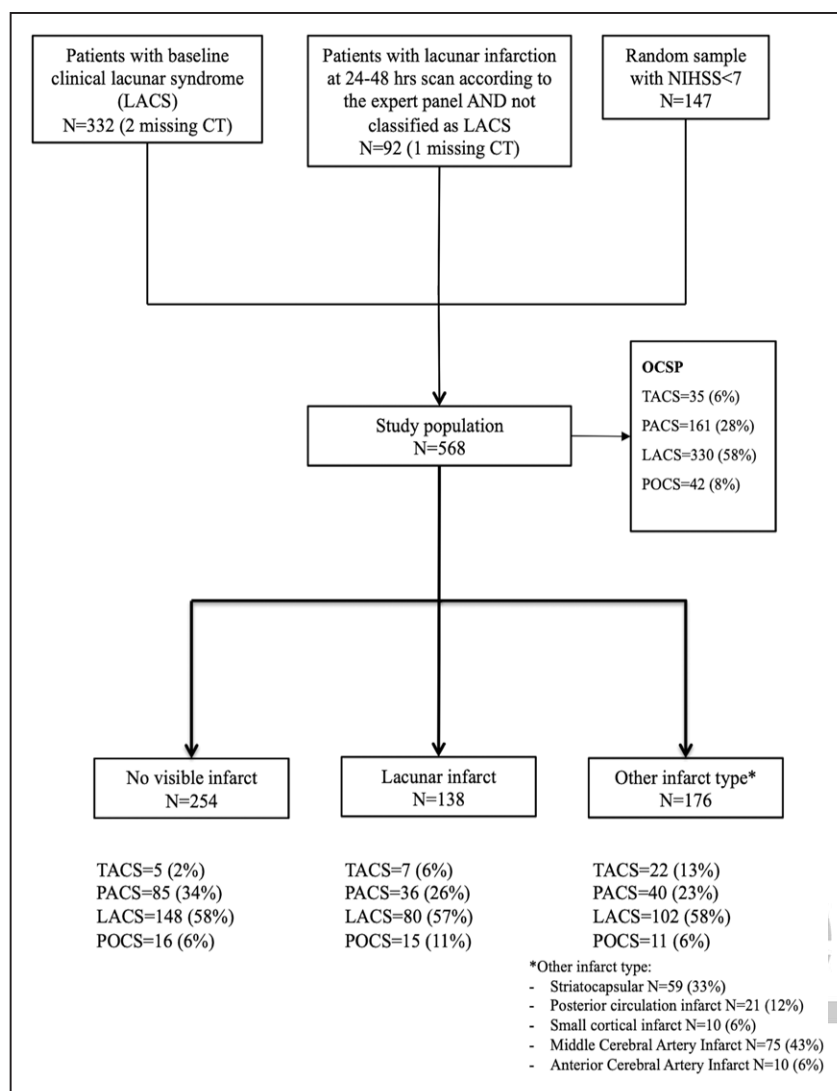 Patients with baseline
clinical lacunar syndrome
(LACS)
N=332 (2 missing CT)
Patients with lacunar infarction
at 24-48 hrs scan according to
the expert panel AND not
classified as LACS
N=92 (1 missing CT)
Random sample
with NIHSS<7
N=147
OCSP
TACS=35 (6%)
PACS=161 (28%)
LACS=330 (58%)
POCS=42 (8%)
Study population
N=568
No visible infarct
N=254
Lacunar infarct
N=138
Other infarct type*
N=176
TACS=5 (2%)
PACS=85 (34%)
LACS=148 (58%)
POCS=16 (6%)
TACS=7 (6%)
PACS=36 (26%)
LACS=80 (57%)
POCS=15 (11%)
TACS=22 (13%)
PACS=40 (23%)
LACS=102 (58%)
POCS=11 (6%)
*Other infarct type:
- Striatocapsular N=59 (33%)
- Posterior circulation infarct N=21 (12%)
- Small cortical infarct N=10 (6%)
- Middle Cerebral Artery Infarct N=75 (43%)
- Anterior Cerebral Artery Infarct N=10 (6%)